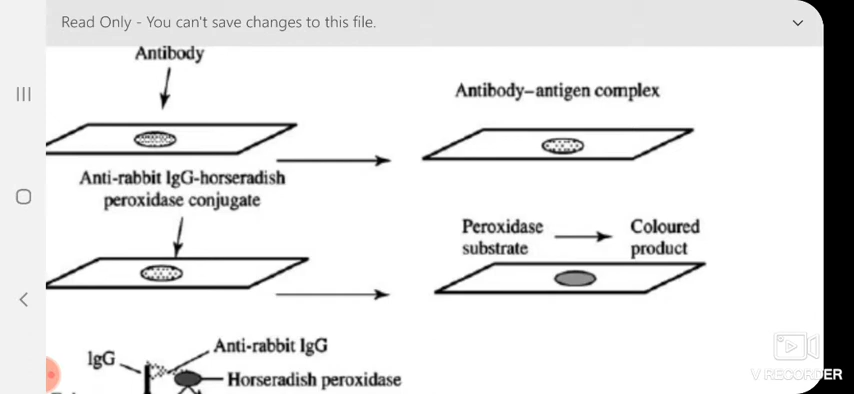 Read Only - You can't save changes to this file.
Antibody
Antibody–antigen complex
Anti-rabbit IgG-horseradish
peroxidase conjugate
Peroxidase
substrate
Coloured
product
IgG
Anti-rabbit IgG
Horseradish peroxidase
V RECORDER